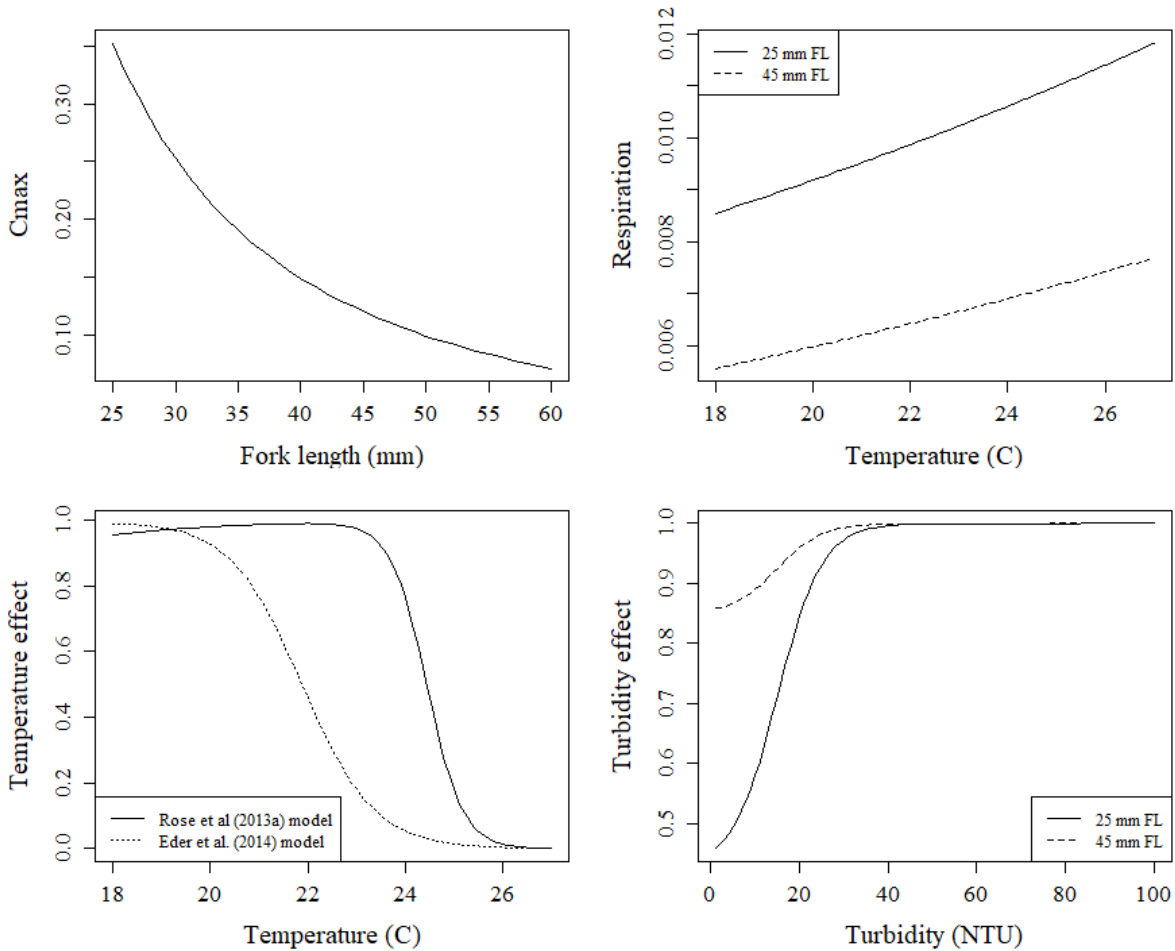 Cmax
0.30
0.20
0.10
25 30 35 40 45 50 55 60
Fork length (mm)
Respiration
0.012
0.010
0.008
0.006
25 mm FL
45 mm FL
18 20 22 24 26
Temperature (C)
Temperature effect
1.0
0.8
0.6
0.4
0.2
0.0
Rose et al (2013a) model
Eder et al. (2014) model
18 20 22 24 26
Temperature (C)
Turbidity effect
1.0
0.9
0.8
0.7
0.6
0.5
25 mm FL
45 mm FL
0 20 40 60 80 100
Turbidity (NTU)